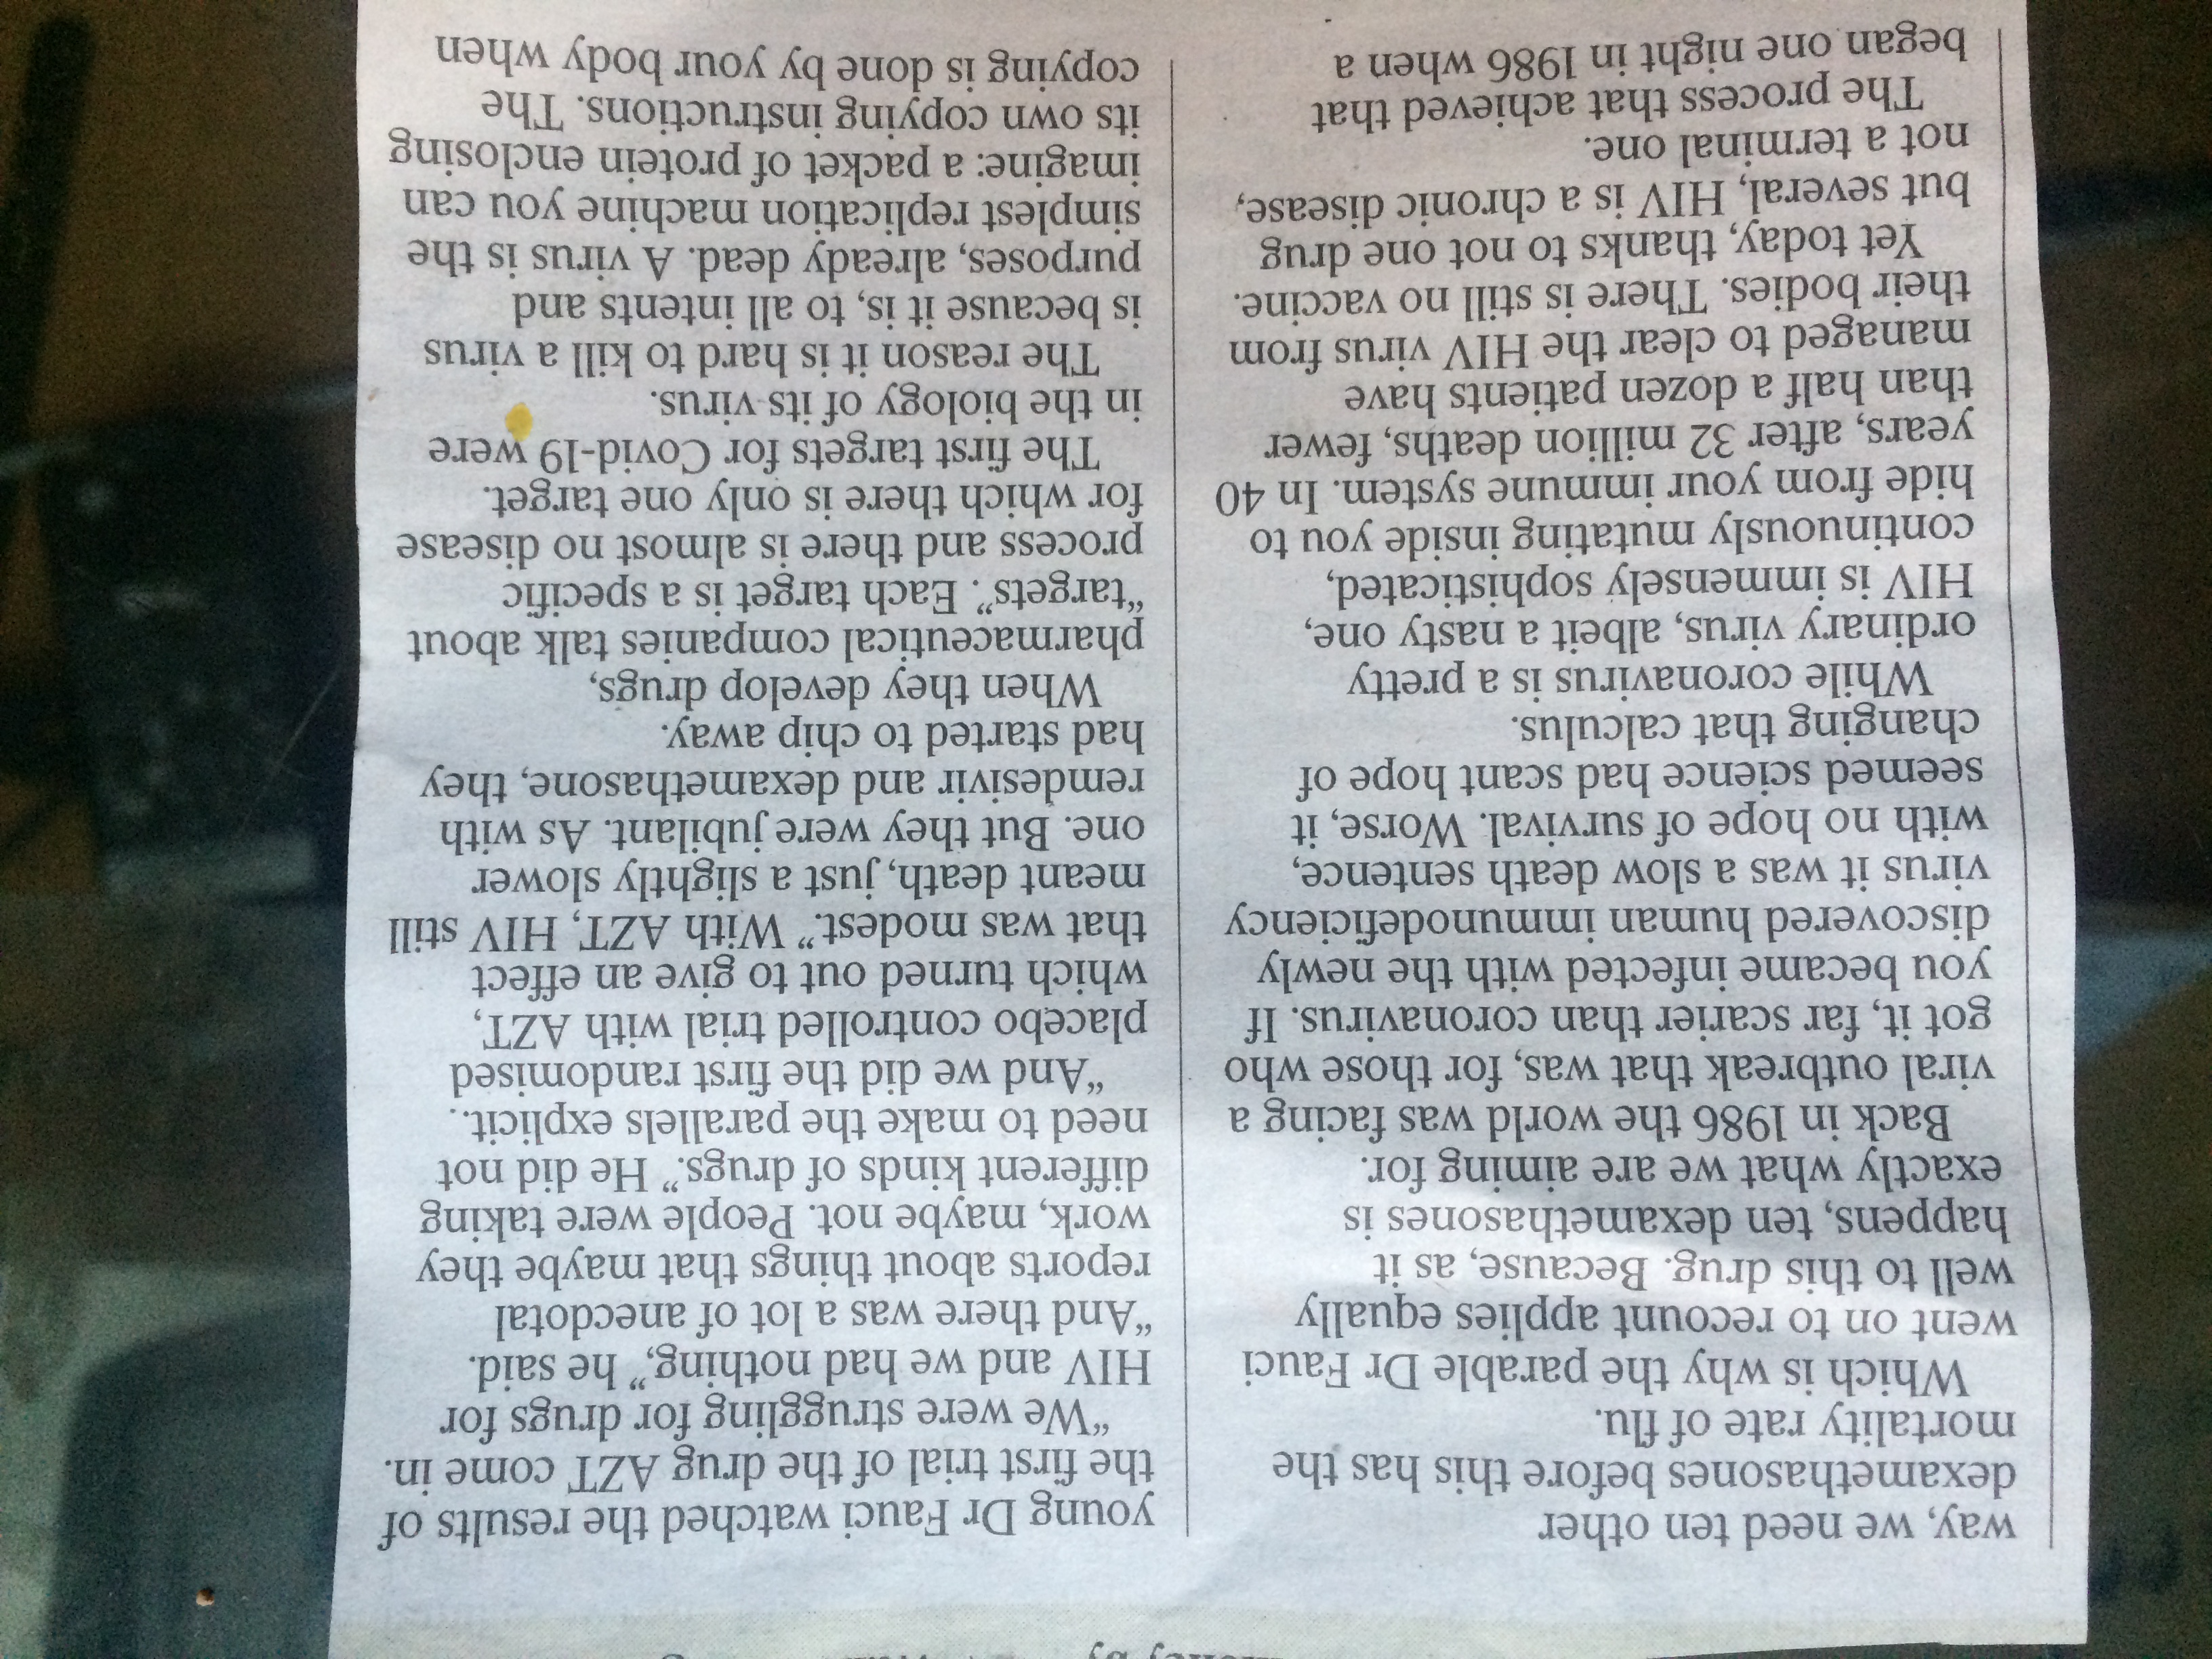 way, we need ten other
dexamethasones before this has the
mortality rate of flu.
Which is why the parable Dr Fauci
went on to recount applies equally
well to this drug. Because, as it
happens, ten dexamethasones is
exactly what we are aiming for.
Back in 1986 the world was facing a
viral outbreak that was, for those who
got it, far scarier than coronavirus. If
you became infected with the newly
discovered human immunodeficiency
virus it was a slow death sentence,
with no hope of survival. Worse, it
seemed science had scant hope of
changing that calculus.
While coronavirus is a pretty
ordinary virus, albeit a nasty one,
HIV is immensely sophisticated,
continuously mutating inside you to
hide from your immune system. In 40
years, after 32 million deaths, fewer
than half a dozen patients have
managed to clear the HIV virus from
their bodies. There is still no vaccine.
Yet today, thanks to not one drug
but several, HIV is a chronic disease,
not a terminal one.
The process that achieved that
began one night in 1986 when a
young Dr Fauci watched the results of
the first trial of the drug AZT come in.
“We were struggling for drugs for
HIV and we had nothing,” he said.
“And there was a lot of anecdotal
reports about things that maybe they
work, maybe not. People were taking
different kinds of drugs.” He did not
need to make the parallels explicit..
“And we did the first randomised
placebo controlled trial with AZT,
which turned out to give an effect
that was modest.” With AZT, HIV still
meant death, just a slightly slower
one. But they were jubilant. As with
remdesivir and dexamethasone, they
had started to chip away.
When they develop drugs,
pharmaceutical companies talk about
“targets”. Each target is a specific
process and there is almost no disease
for which there is only one target.
The first targets for Covid-19 were
in the biology of its virus.
The reason it is hard to kill a virus
is because it is, to all intents and
purposes, already dead. A virus is the
simplest replication machine you can
imagine: a packet of protein enclosing
its own copying instructions. The
copying is done by your body when